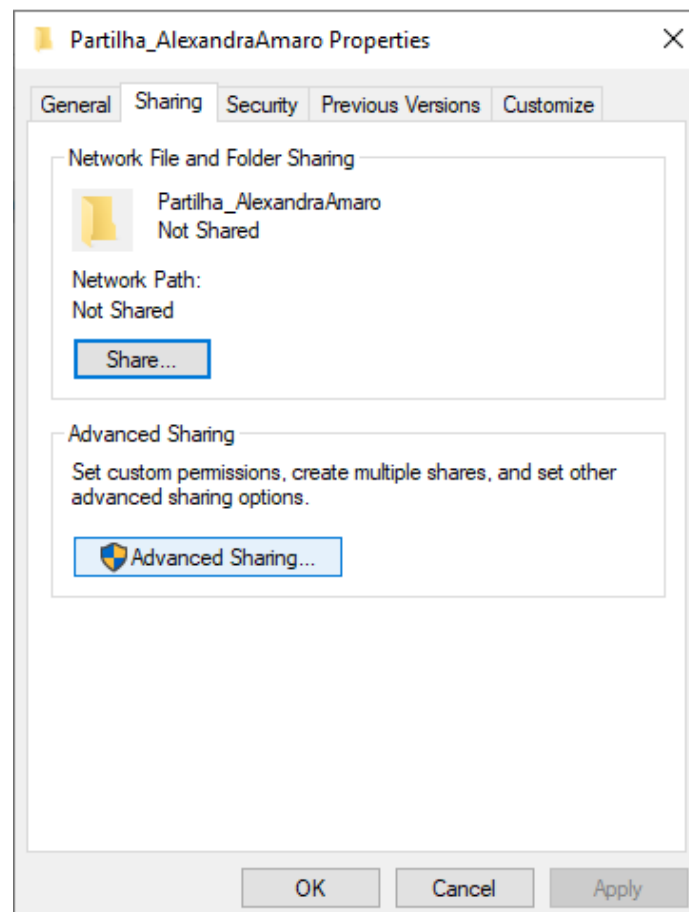 Partilha_AlexandraAmaro Properties
General Sharing Security Previous Versions Customize
Network File and Folder Sharing
Partilha_AlexandraAmaro
Not Shared
Network Path:
Not Shared
Share...
Advanced Sharing
Set custom permissions, create multiple shares, and set other
advanced sharing options.
Advanced Sharing...
OK Cancel Apply